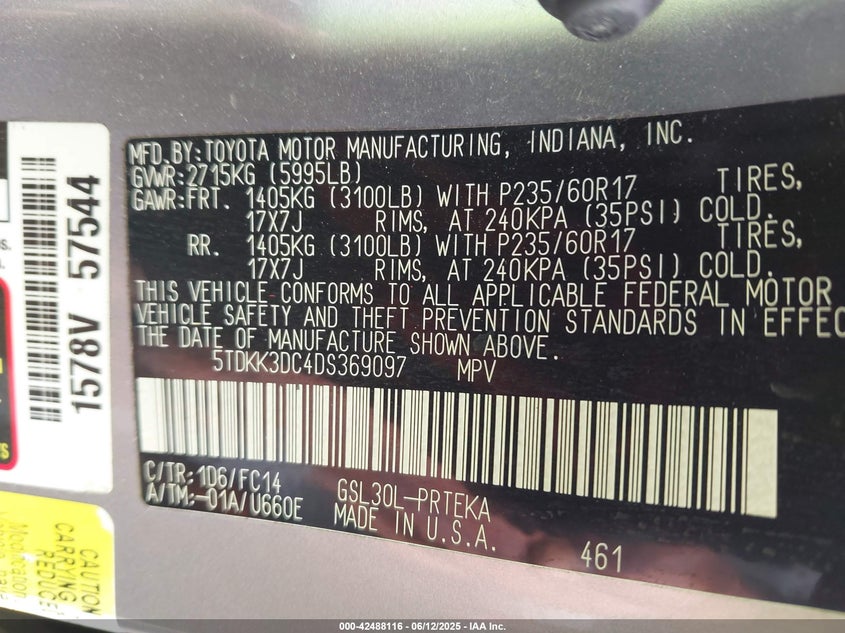 MFD.BY:TOYOTA MOTOR MANUFACTURING, INDIANA, INC.
GVWR:2715KG (5995LB)
GAWR:FRT. 1405KG (3100LB) WITH P235/60R17 TIRES,
17X7J RIMS, AT 240KPA (35PSI) COLD.
RR. 1405KG (3100LB) WITH P235/60R17 TIRES,
17X7J RIMS, AT 240KPA (35PSI) COLD.
THIS VEHICLE CONFORMS TO ALL APPLICABLE FEDERAL MOTOR
VEHICLE SAFETY AND THEFT PREVENTION STANDARDS IN EFFEC
THE DATE OF MANUFACTURE SHOWN ABOVE.
5TDKK3DC4DS369097 MPV
C/TR:1D6/FC14
A/TM:-01A/U660E
GSL30L-PRTEKA
MADE IN U.S.A.
461
1578V 57544
CAUTION
CARRYING
REDUCE
Modification
000-42488116 - 06/12/2025 - IAA Inc.